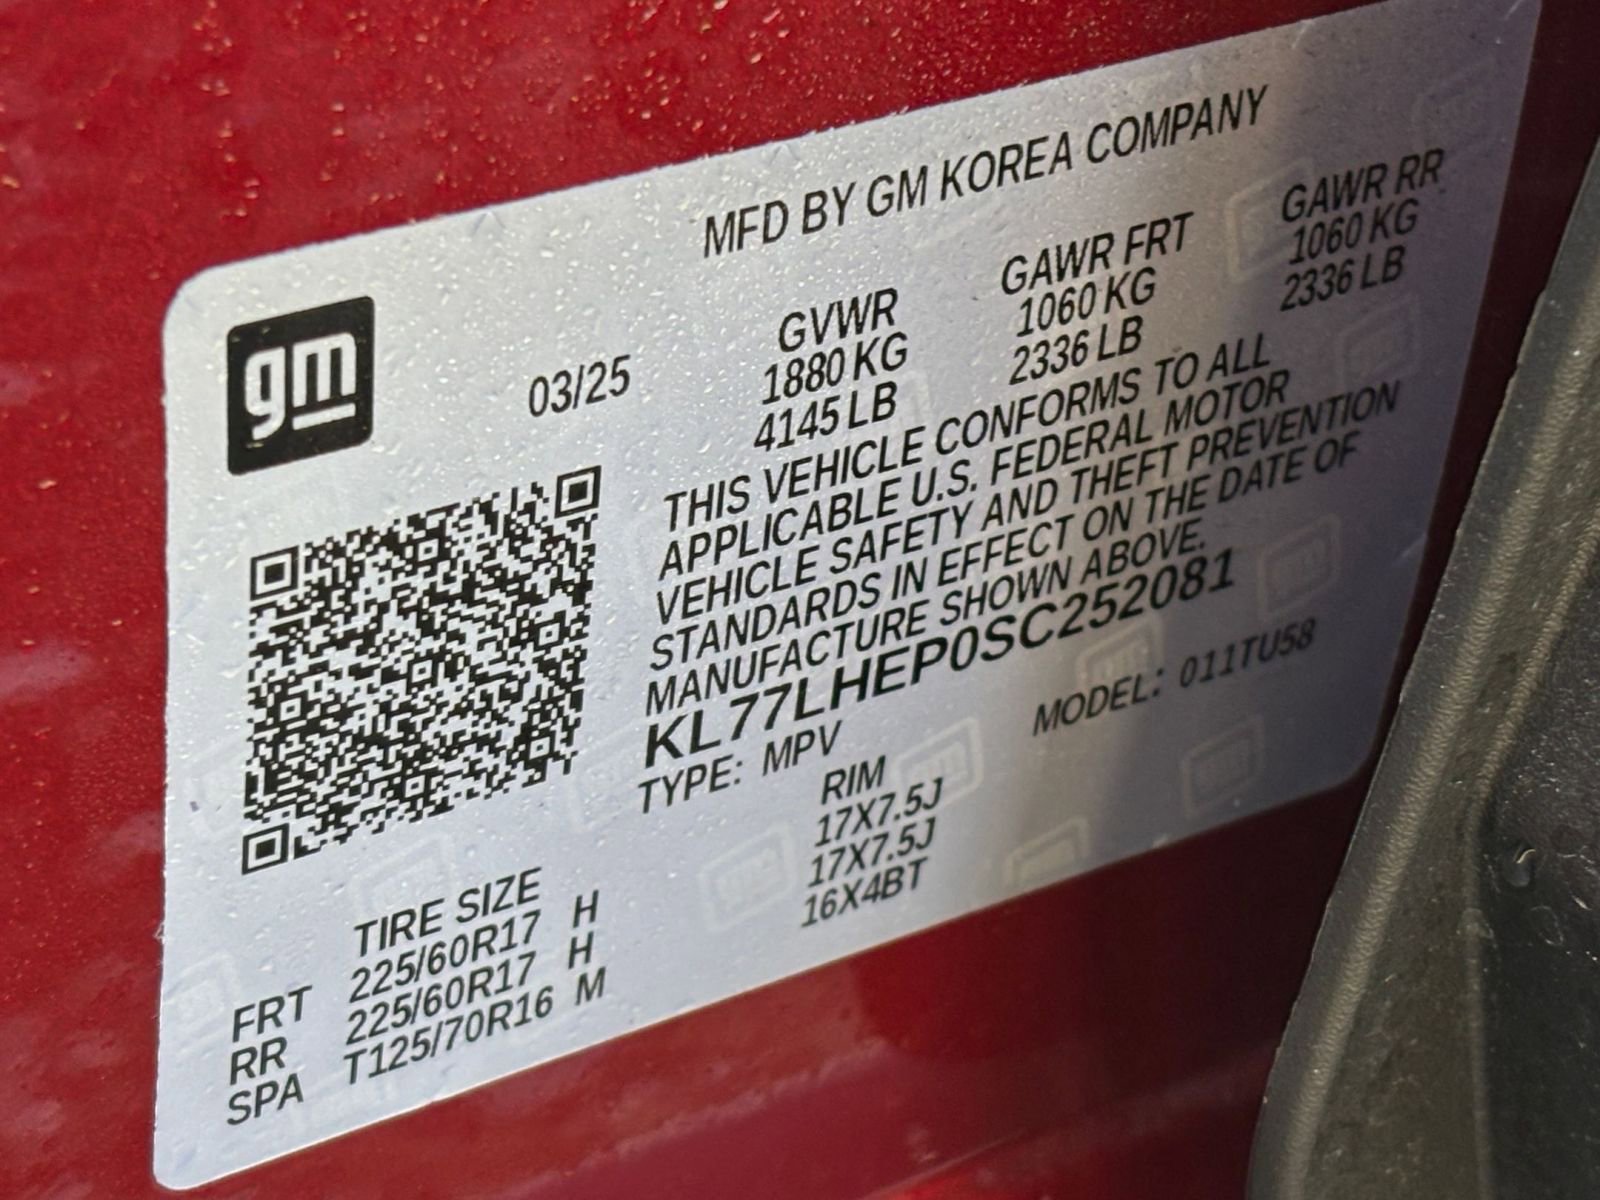 MFD BY GM KOREA COMPANY
gm
03/25
GVWR GAWR FRT GAWR RR
1880 KG 1060 KG 1060 KG
4145 LB 2336 LB 2336 LB
THIS VEHICLE CONFORMS TO ALL
APPLICABLE U.S. FEDERAL MOTOR
VEHICLE SAFETY AND THEFT PREVENTION
STANDARDS IN EFFECT ON THE DATE OF
MANUFACTURE SHOWN ABOVE.
KL77LHEP0SC252081
TYPE: MPV MODEL: 011TU58
TIRE SIZE RIM
FRT 225/60R17 H 17X7.5J
RR 225/60R17 H 17X7.5J
SPA T125/70R16 M 16X4BT